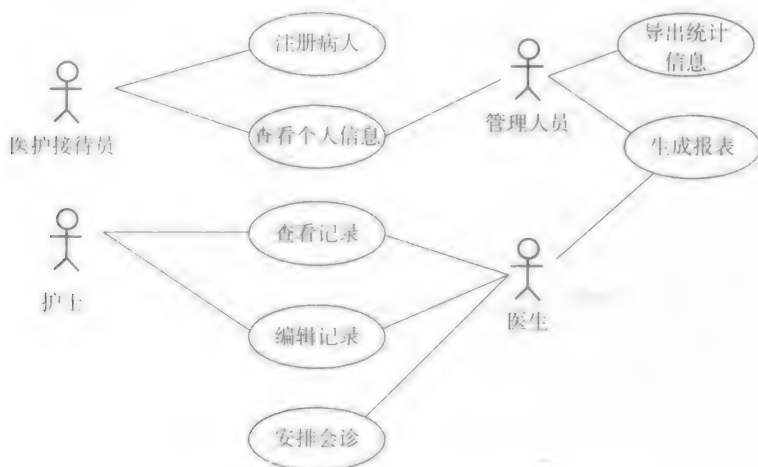 注册病人
导出统计
信息
医护接待员
查看个人信息
管理人员
生成报表
护士
查看记录
医生
编辑记录
安排会诊